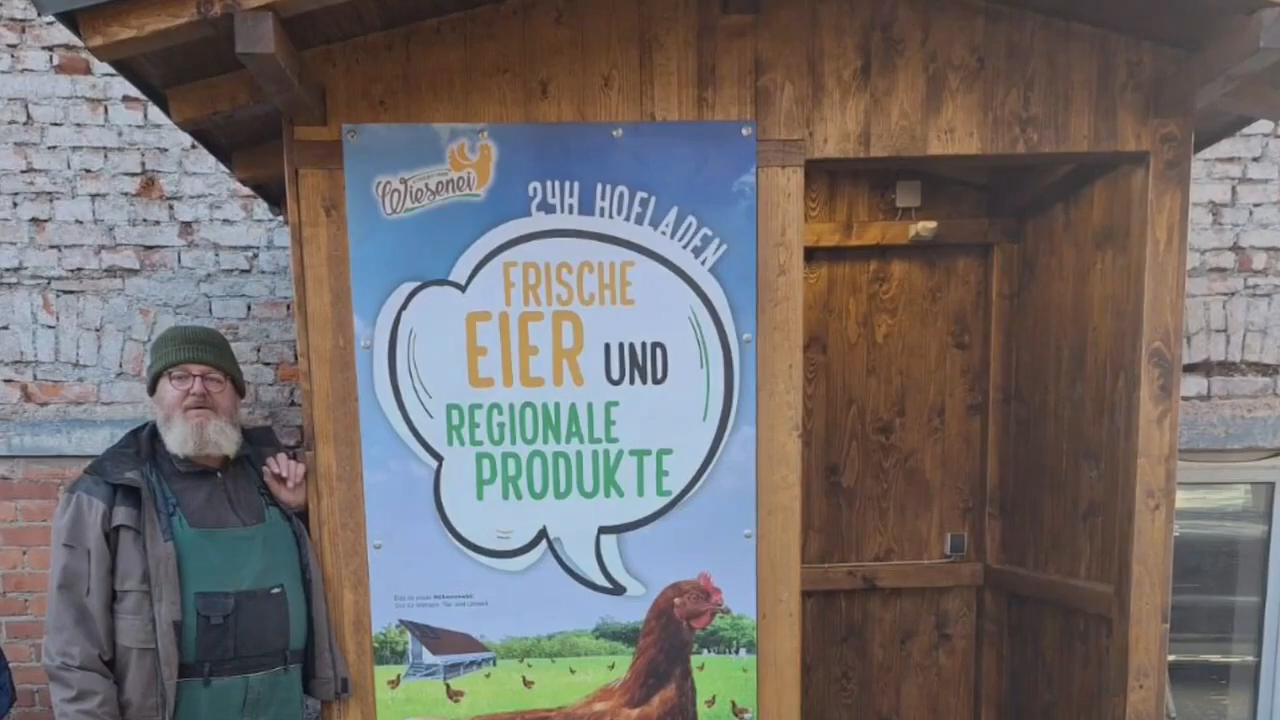 Wiesenei
24H HOFLADEN
FRISCHE
EIER UND
REGIONALE
PRODUKTE